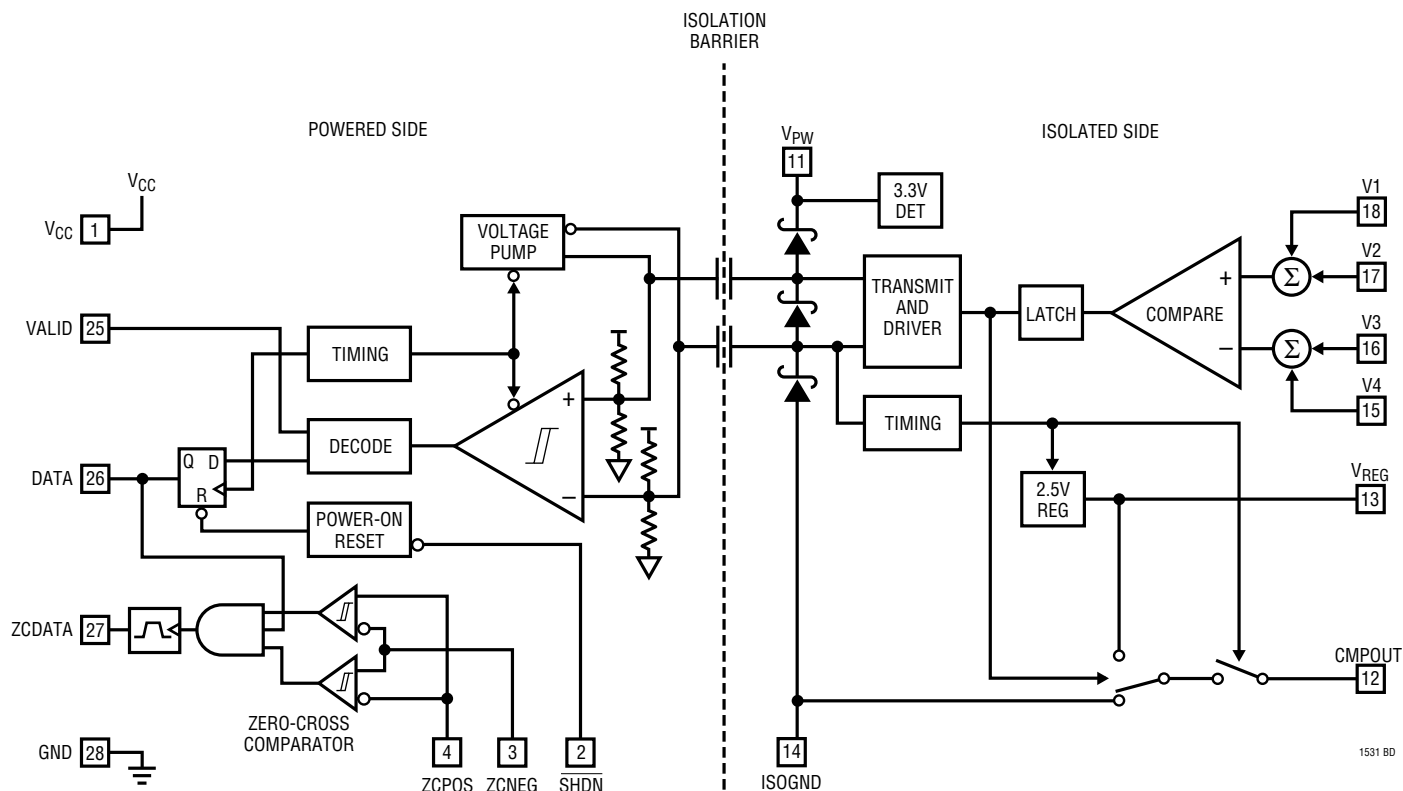 ISOLATION
BARRIER
POWERED SIDE
ISOLATED SIDE
VPW
11
3.3V
DET
VCC
VCC
1
VOLTAGE
PUMP
V1
18
V2
17
V3
16
V4
15
+
−
Σ
Σ
COMPARE
LATCH
TRANSMIT
AND
DRIVER
VALID
25
TIMING
+
−
DECODE
TIMING
DATA
26
Q D
R
POWER-ON
RESET
2.5V
REG
VREG
13
ZCDATA
27
CMPOUT
12
ZERO-CROSS
COMPARATOR
GND
28
4
3
2
14
ZCPOS
ZCNEG
SHDN
ISOGND
1531 BD